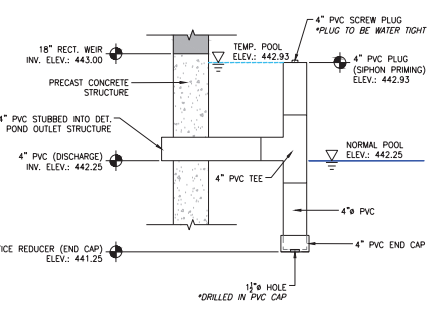 4" PVC SCREW PLUG
*PLUG TO BE WATER TIGHT
18" RECT. WEIR
INV. ELEV.: 443.00
TEMP. POOL
ELEV.: 442.93
4" PVC PLUG
(SIPHON PRIMING)
ELEV.: 442.93
PRECAST CONCRETE
STRUCTURE
4" PVC STUBBED INTO DET.
POND OUTLET STRUCTURE
NORMAL POOL
ELEV.: 442.25
4" PVC (DISCHARGE)
INV. ELEV.: 442.25
4" PVC TEE
4"ø PVC
4" PVC END CAP
REDUCER (END CAP)
ELEV.: 441.25
1½"ø HOLE
*DRILLED IN PVC CAP